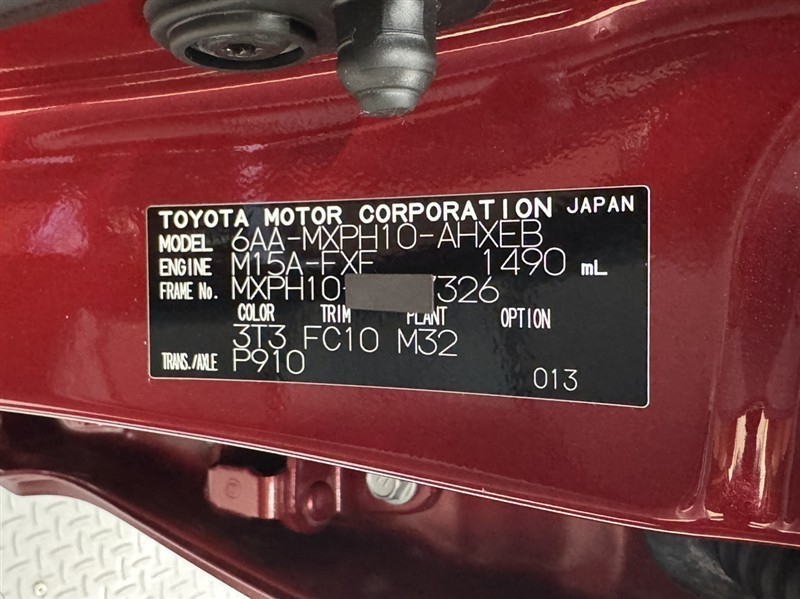 TOYOTA MOTOR CORPORATION JAPAN
MODEL 6AA-MXPH10-AHXEB
ENGINE M15A-FXE 1490 mL
FRAME No. MXPH10- 326
COLOR TRIM PLANT OPTION
3T3 FC10 M32
TRANS./AXLE P910
013